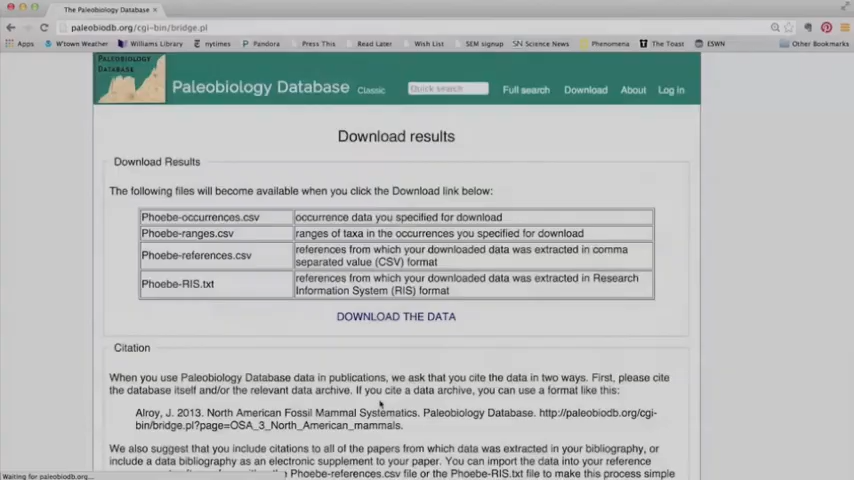 The Paleobiology Database
paleobiodb.org/cgi-bin/bridge.pl
Apps W'town Weather Williams Library nytimes Pandora Press This Read Later Wish List SEM signup SN Science News Phenomena The Toast ESWN Other Bookmarks
PALEOBIOLOGY
DATABASE
Paleobiology Database Classic Quick search Full search Download About Log in
Download results
Download Results
The following files will become available when you click the Download link below:
Phoebe-occurrences.csv occurrence data you specified for download
Phoebe-ranges.csv ranges of taxa in the occurrences you specified for download
Phoebe-references.csv references from which your downloaded data was extracted in comma
separated value (CSV) format
Phoebe-RIS.txt references from which your downloaded data was extracted in Research
Information System (RIS) format
DOWNLOAD THE DATA
Citation
When you use Paleobiology Database data in publications, we ask that you cite the data in two ways. First, please cite
the database itself and/or the relevant data archive. If you cite a data archive, you can use a format like this:
Alroy, J. 2013. North American Fossil Mammal Systematics. Paleobiology Database. http://paleobiodb.org/cgi-
bin/bridge.pl?page=OSA_3_North_American_mammals.
We also suggest that you include citations to all of the papers from which data was extracted in your bibliography, or
include a data bibliography as an electronic supplement to your paper. You can import the data into your reference
Phoebe-references.csv file or the Phoebe-RIS.txt file to make this process simple
Waiting for paleobiodb.org...